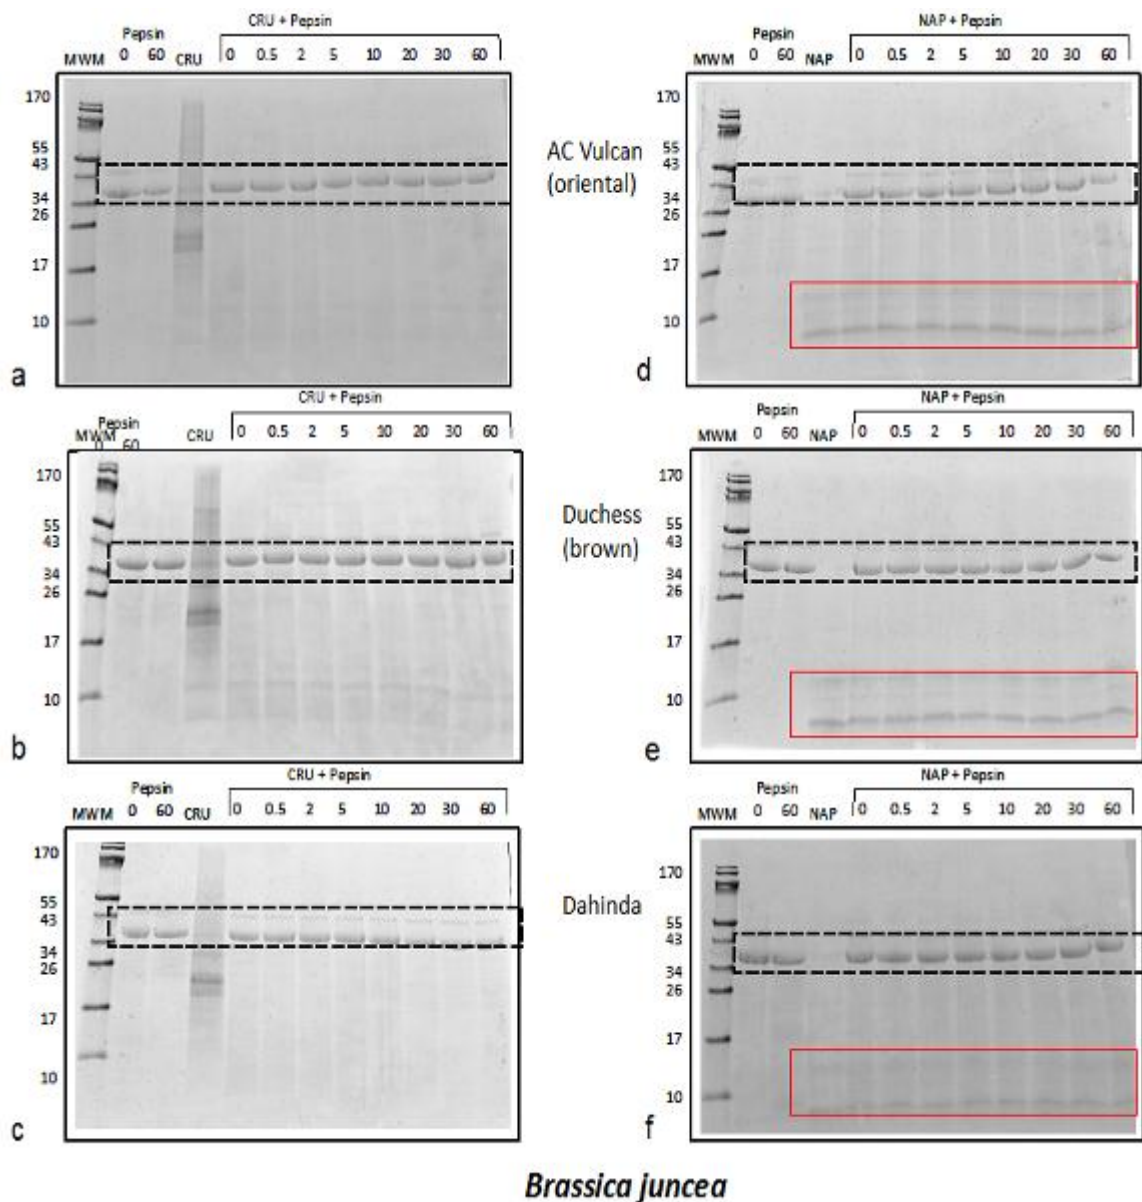 CRU + Pepsin
Pepsin
MWM 0 60 CRU 0 0.5 2 5 10 20 30 60
170
55
43
34
26
17
10
a
NAP + Pepsin
Pepsin
MWM 0 60 NAP 0 0.5 2 5 10 20 30 60
170
55
43
34
26
17
10
d
AC Vulcan
(oriental)
CRU + Pepsin
Pepsin
MWM 0 60 CRU 0 0.5 2 5 10 20 30 60
170
55
43
34
26
17
10
b
NAP + Pepsin
Pepsin
MWM 0 60 NAP 0 0.5 2 5 10 20 30 60
170
55
43
34
26
17
10
e
Duchess
(brown)
CRU + Pepsin
Pepsin
MWM 0 60 CRU 0 0.5 2 5 10 20 30 60
170
55
43
34
26
17
10
c
NAP + Pepsin
Pepsin
MWM 0 60 NAP 0 0.5 2 5 10 20 30 60
170
55
43
34
26
17
10
f
Dahinda
Brassica juncea